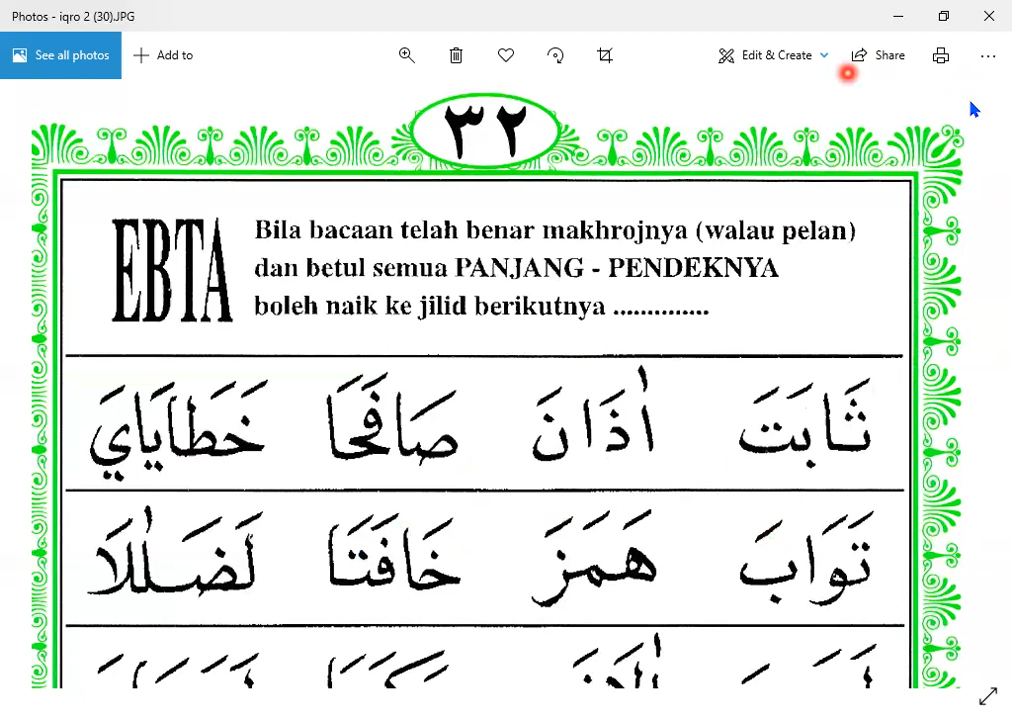 Photos - iqro 2 (30).JPG
See all photos
Add to
Edit & Create
Share
٣٢
EBTA
Bila bacaan telah benar makhrojnya (walau pelan)
dan betul semua PANJANG - PENDEKNYA
boleh naik ke jilid berikutnya ..............
ثَابَتَ اٰذَانَ صَافَحَا خَطَايَايَ
تَوَابَ هَمَزَ خَافَتَا لَضَلٰلَا